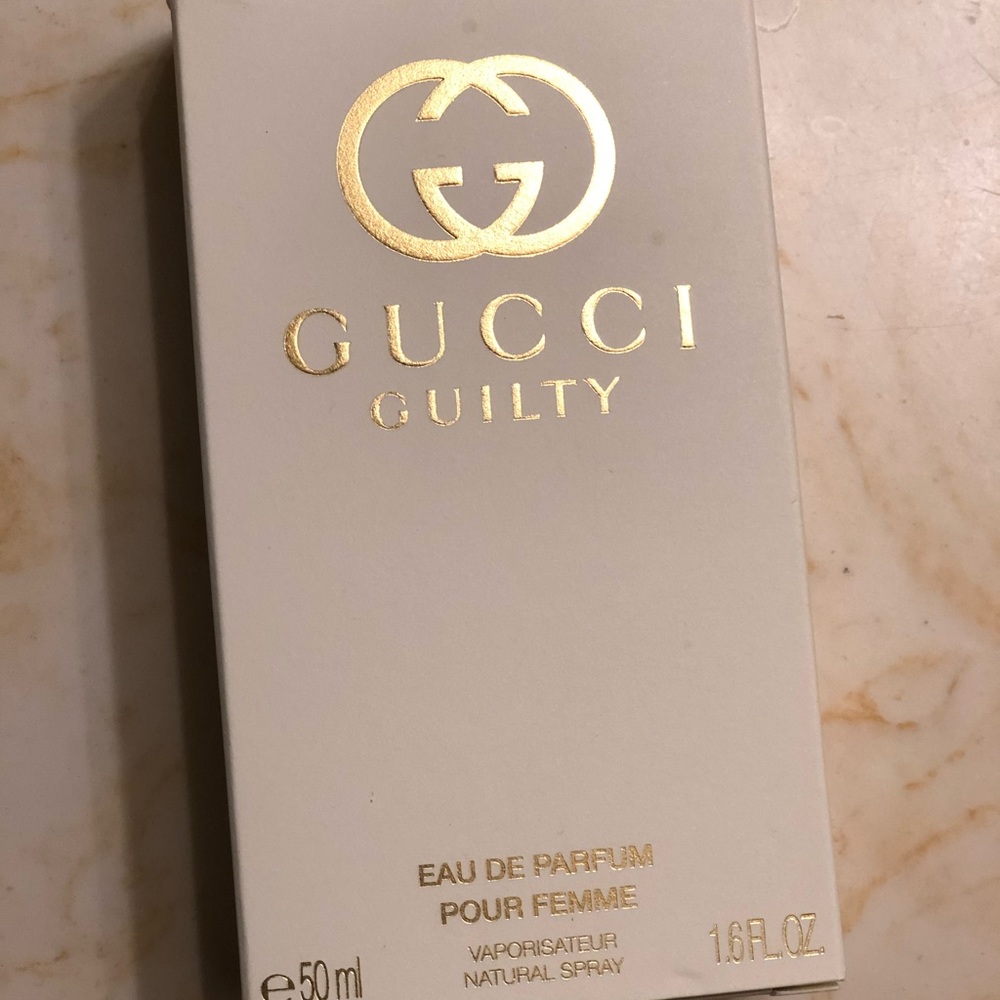 GUCCI
GUILTY
EAU DE PARFUM
POUR FEMME
VAPORISATEUR
NATURAL SPRAY
℮50 ml
1.6 FL.OZ.